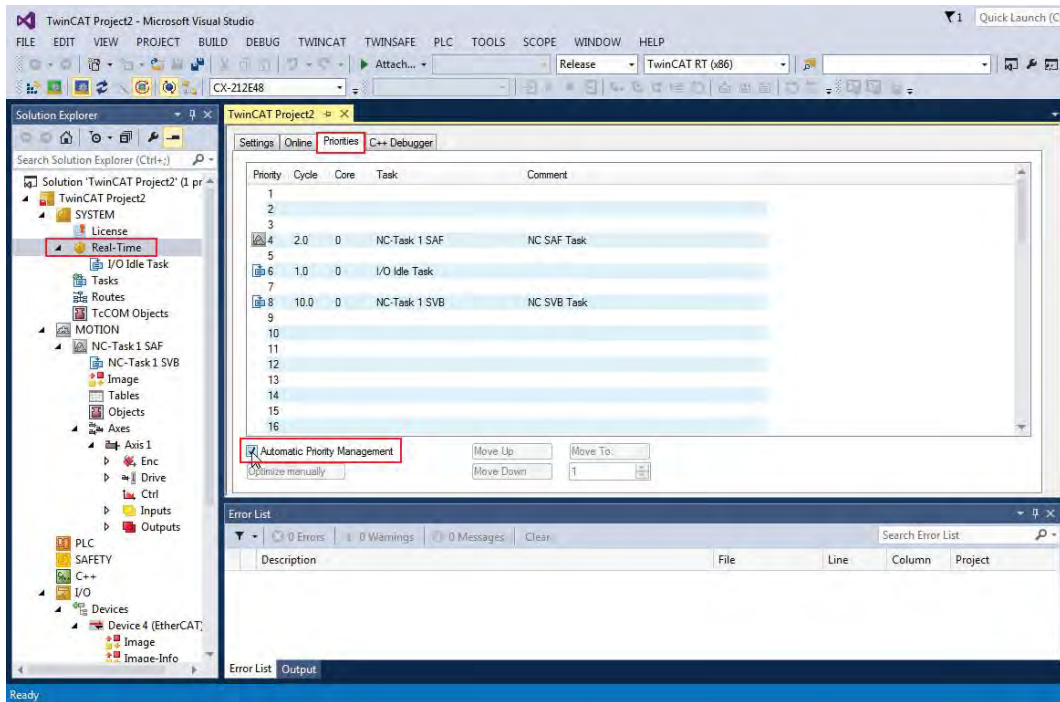 TwinCAT Project2 - Microsoft Visual Studio
1
Quick Launch (C
FILE EDIT VIEW PROJECT BUILD DEBUG TWINCAT TWINSAFE PLC TOOLS SCOPE WINDOW HELP
Attach...
Release
TwinCAT RT (x86)
CX-212E48
Solution Explorer
Search Solution Explorer (Ctrl+;)
Solution 'TwinCAT Project2' (1 pr
TwinCAT Project2
SYSTEM
License
Real-Time
I/O Idle Task
Tasks
Routes
TcCOM Objects
MOTION
NC-Task 1 SAF
NC-Task 1 SVB
Image
Tables
Objects
Axes
Axis 1
Enc
Drive
Ctrl
Inputs
Outputs
PLC
SAFETY
C++
I/O
Devices
Device 4 (EtherCAT)
Image
Image-Info
TwinCAT Project2
Settings Online Priorities C++ Debugger
Priority Cycle Core Task Comment
1
2
3
4 2.0 0 NC-Task 1 SAF NC SAF Task
5
6 1.0 0 I/O Idle Task
7
8 10.0 0 NC-Task 1 SVB NC SVB Task
9
10
11
12
13
14
15
16
Automatic Priority Management
Move Up
Move To:
Optimize manually
Move Down
1
Error List
0 Errors 0 Warnings 0 Messages Clear
Search Error List
Description File Line Column Project
Error List Output
Ready